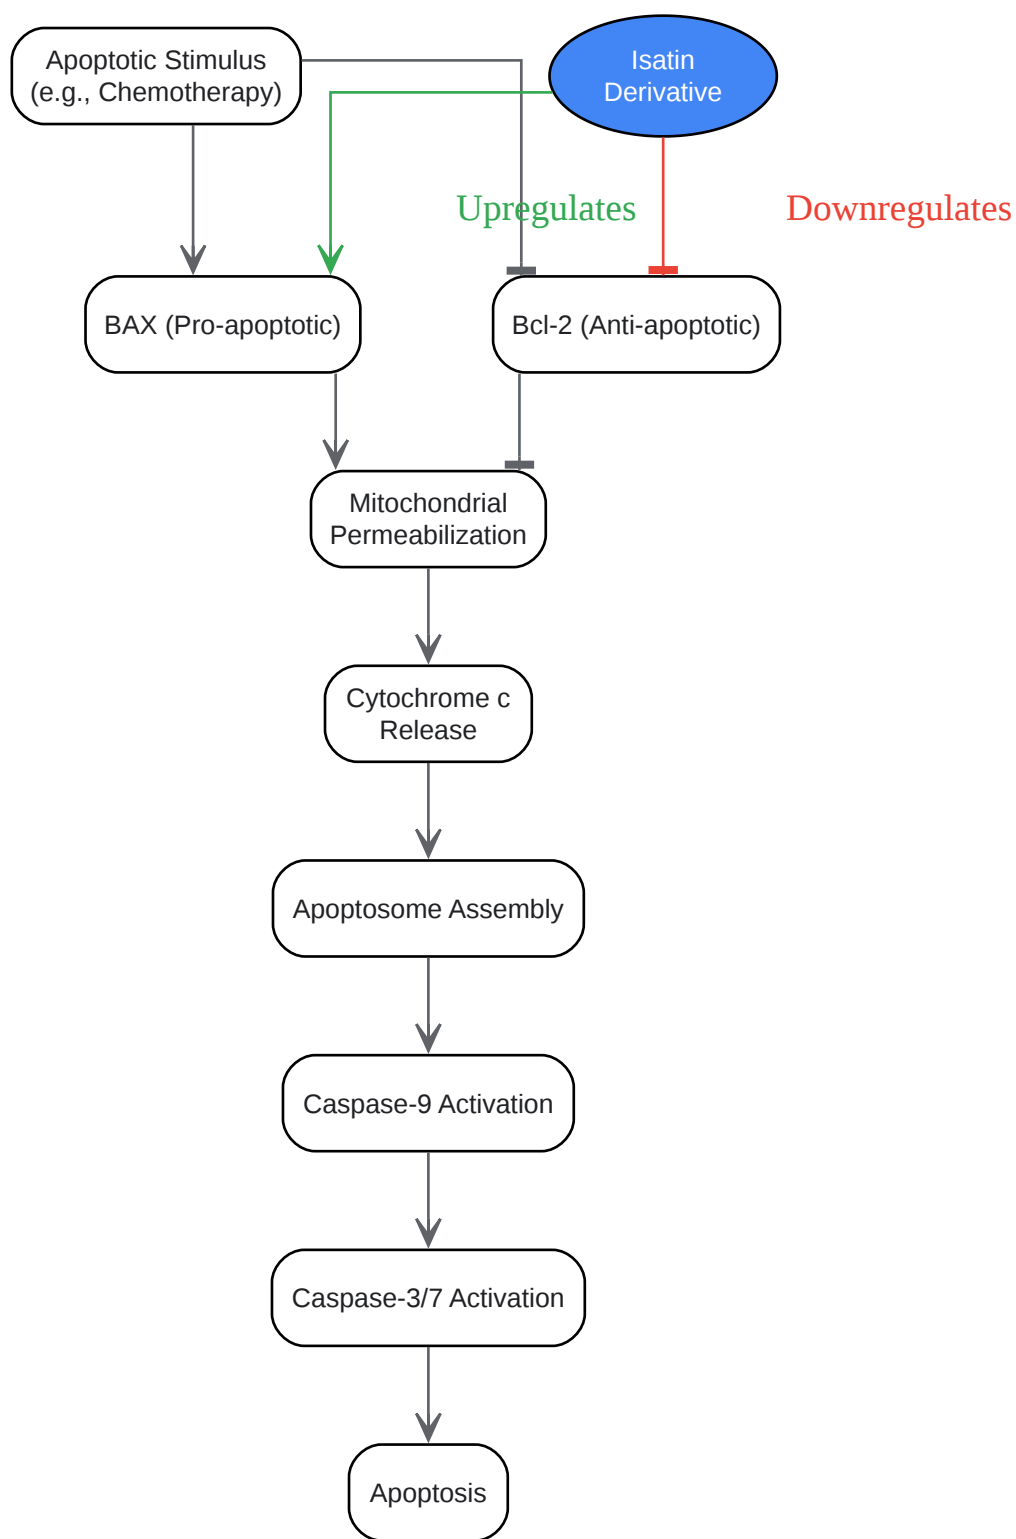 Apoptotic Stimulus
(e.g., Chemotherapy)
Isatin
Derivative
Upregulates
Downregulates
BAX (Pro-apoptotic)
Bcl-2 (Anti-apoptotic)
Mitochondrial
Permeabilization
Cytochrome c
Release
Apoptosome Assembly
Caspase-9 Activation
Caspase-3/7 Activation
Apoptosis